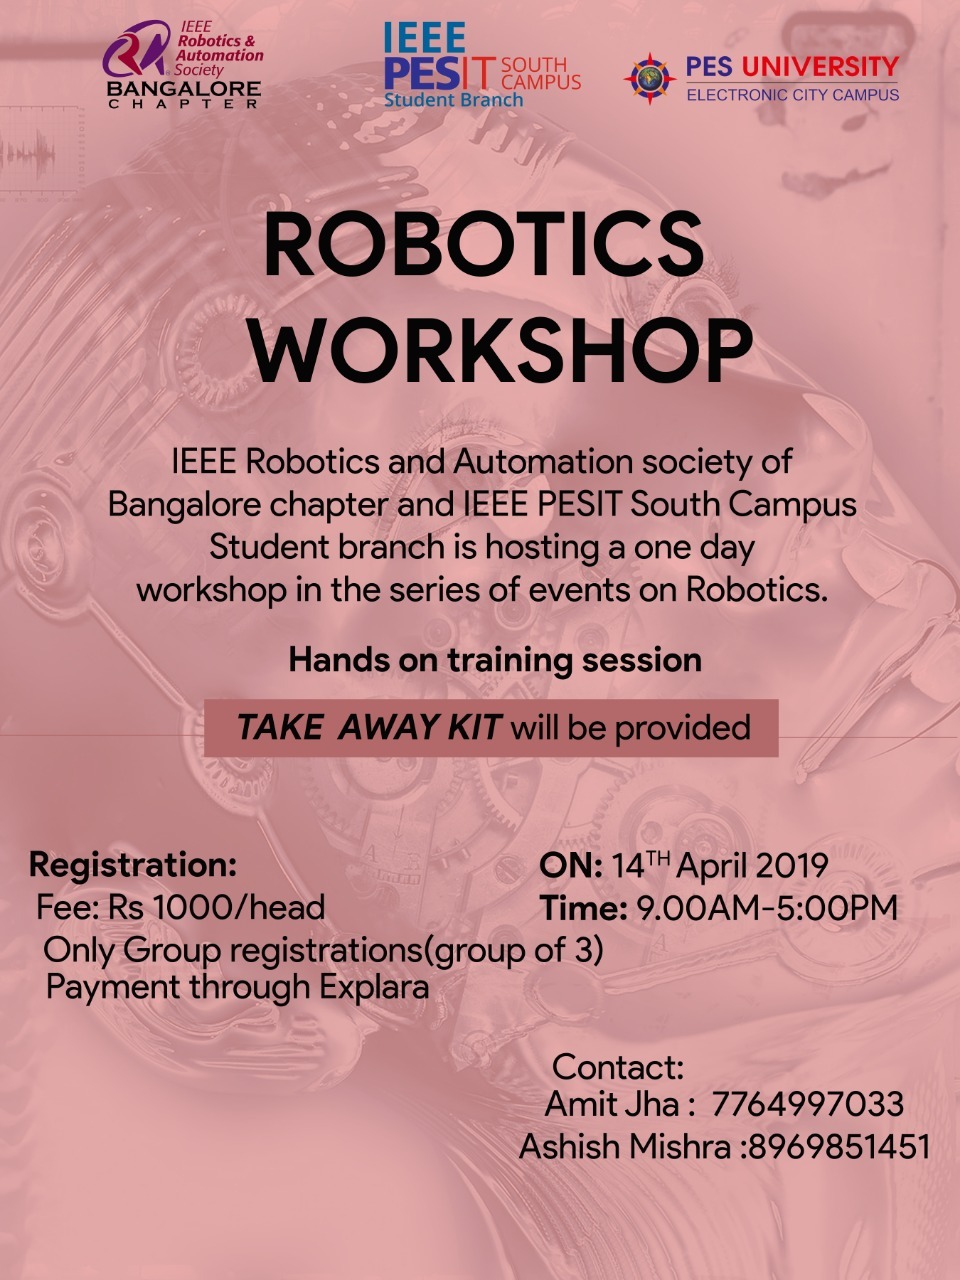 IEEE
Robotics &
Automation
Society
BANGALORE
CHAPTER
IEEE
PESIT SOUTH CAMPUS
Student Branch
PES UNIVERSITY
ELECTRONIC CITY CAMPUS
ROBOTICS
WORKSHOP
IEEE Robotics and Automation society of
Bangalore chapter and IEEE PESIT South Campus
Student branch is hosting a one day
workshop in the series of events on Robotics.
Hands on training session
TAKE AWAY KIT will be provided
Registration:
Fee: Rs 1000/head
Only Group registrations(group of 3)
Payment through Explara
ON: 14TH April 2019
Time: 9.00AM-5:00PM
Contact:
Amit Jha : 7764997033
Ashish Mishra :8969851451